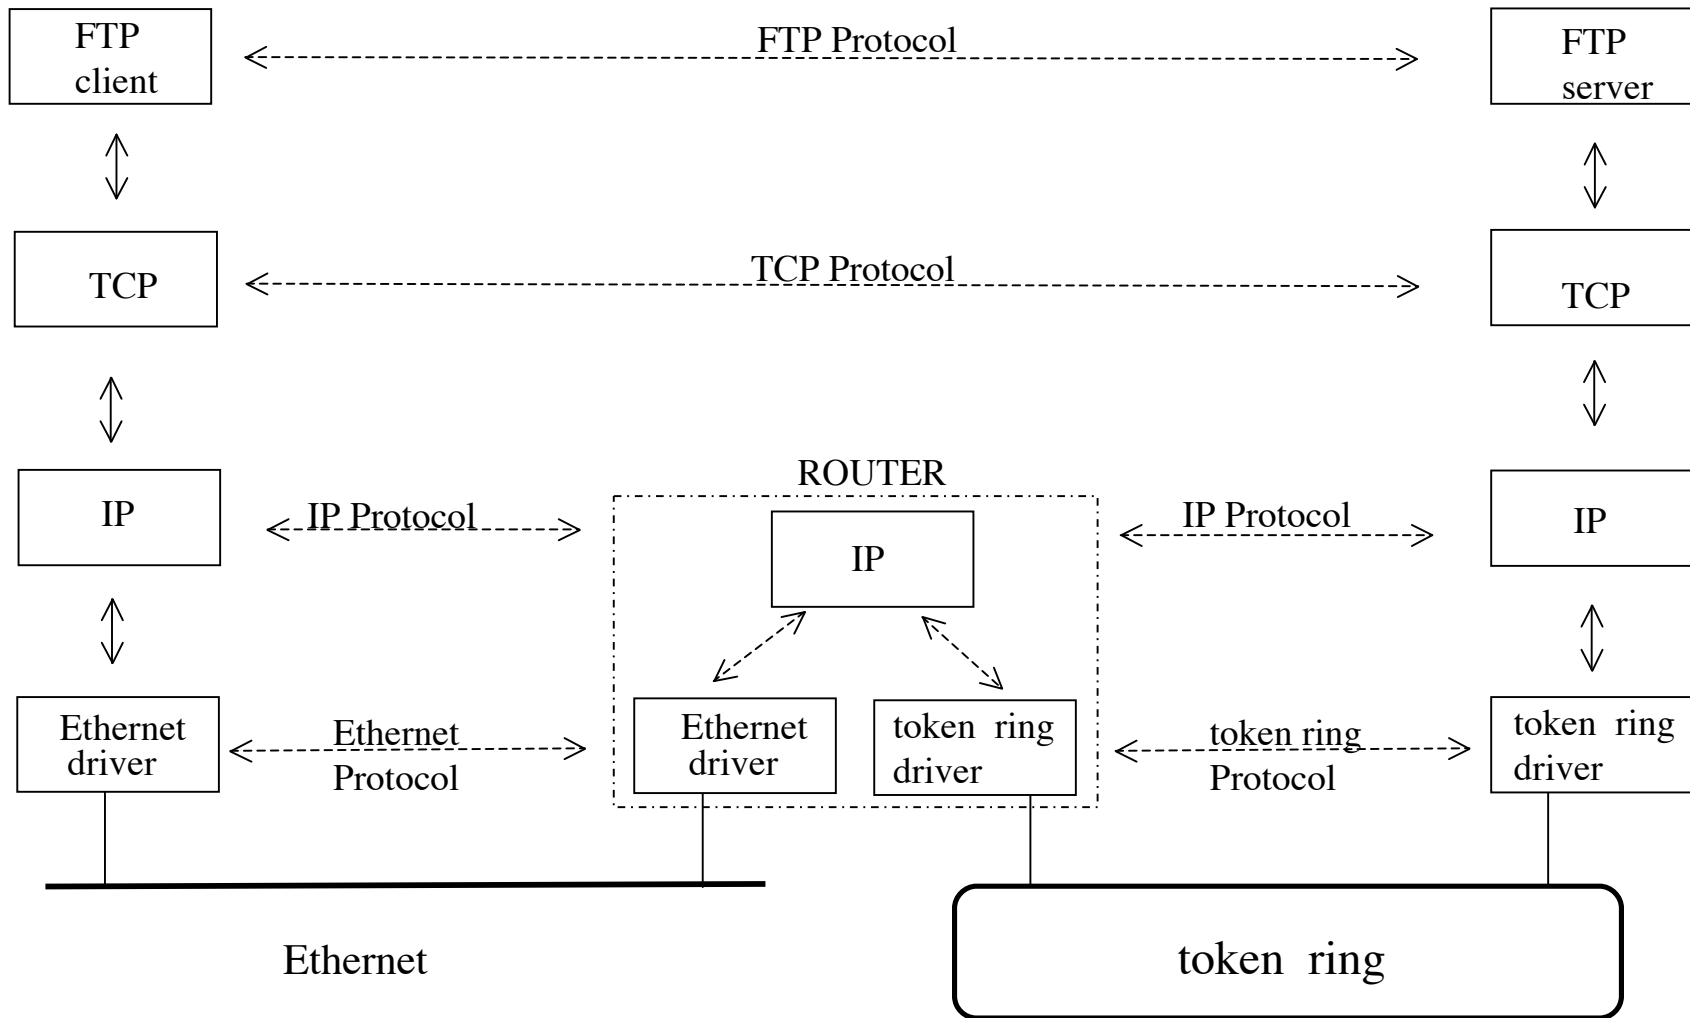 FTP
client
FTP Protocol
FTP
server
TCP
TCP Protocol
TCP
ROUTER
IP
IP Protocol
IP
IP Protocol
IP
Ethernet
driver
Ethernet
Protocol
Ethernet
driver
token ring
driver
token ring
Protocol
token ring
driver
Ethernet
token ring